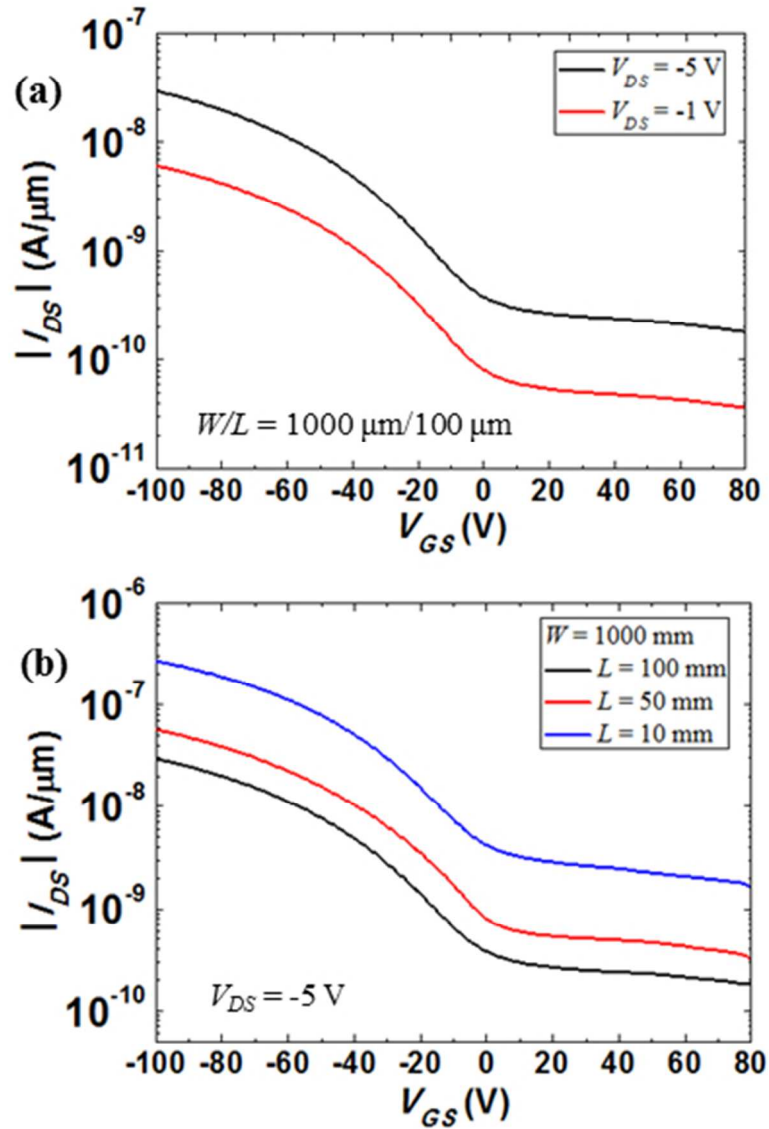 (a)
10⁻⁷
10⁻⁸
10⁻⁹
10⁻¹⁰
10⁻¹¹
|I_DS| (A/μm)
V_DS = -5 V
V_DS = -1 V
W/L = 1000 μm/100 μm
-100 -80 -60 -40 -20 0 20 40 60 80
V_GS (V)
(b)
10⁻⁶
10⁻⁷
10⁻⁸
10⁻⁹
10⁻¹⁰
|I_DS| (A/μm)
W = 1000 mm
L = 100 mm
L = 50 mm
L = 10 mm
V_DS = -5 V
-100 -80 -60 -40 -20 0 20 40 60 80
V_GS (V)